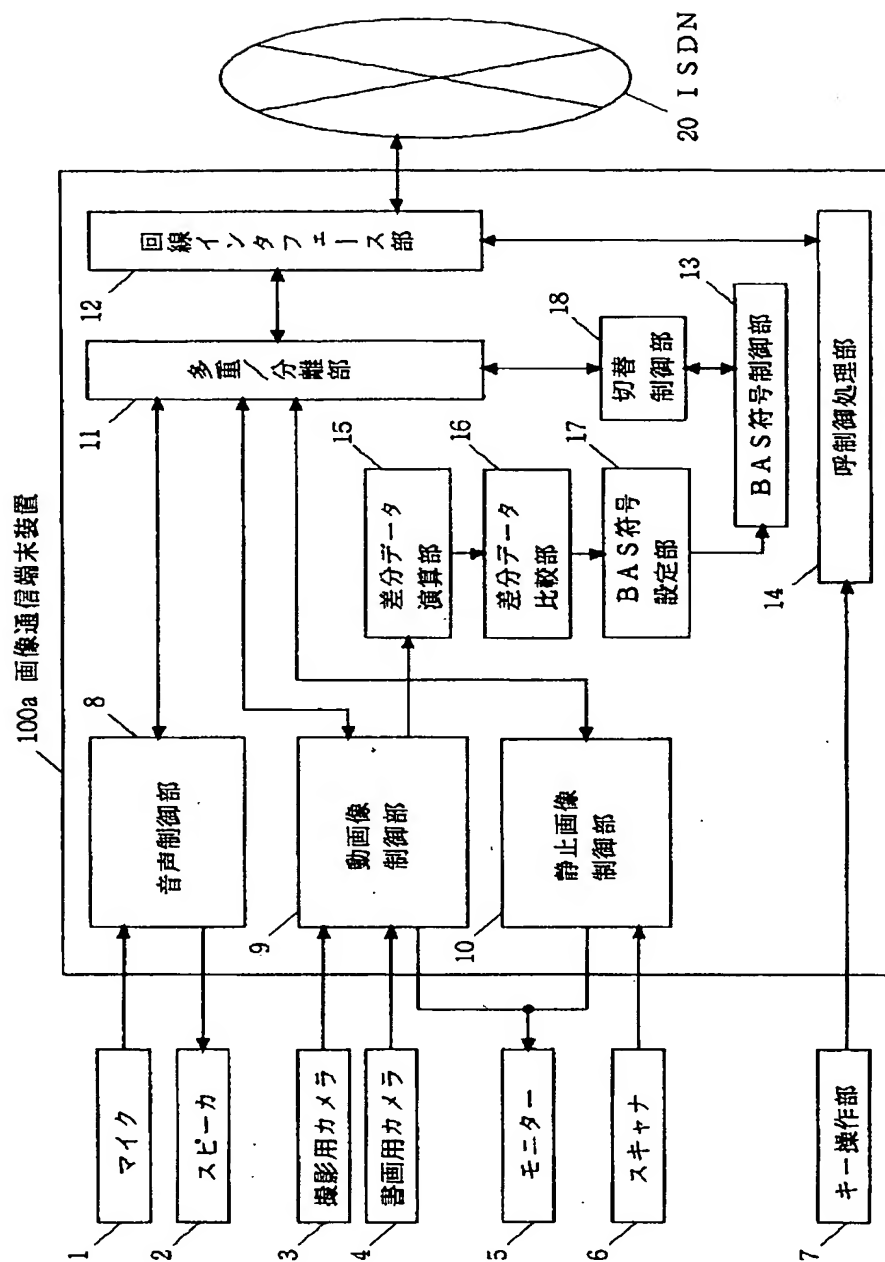 100a 画像通信端末装置
1
マイク
2
スピーカ
3
撮影用カメラ
4
書画用カメラ
5
モニター
6
スキャナ
7
キー操作部
8
音声制御部
9
動画像
制御部
10
静止画像
制御部
11
多重/分離部
12
回線インタフェース部
15
差分データ
演算部
16
差分データ
比較部
17
BAS符号
設定部
18
切替
制御部
13
BAS符号制御部
14
呼制御処理部
20 ISDN